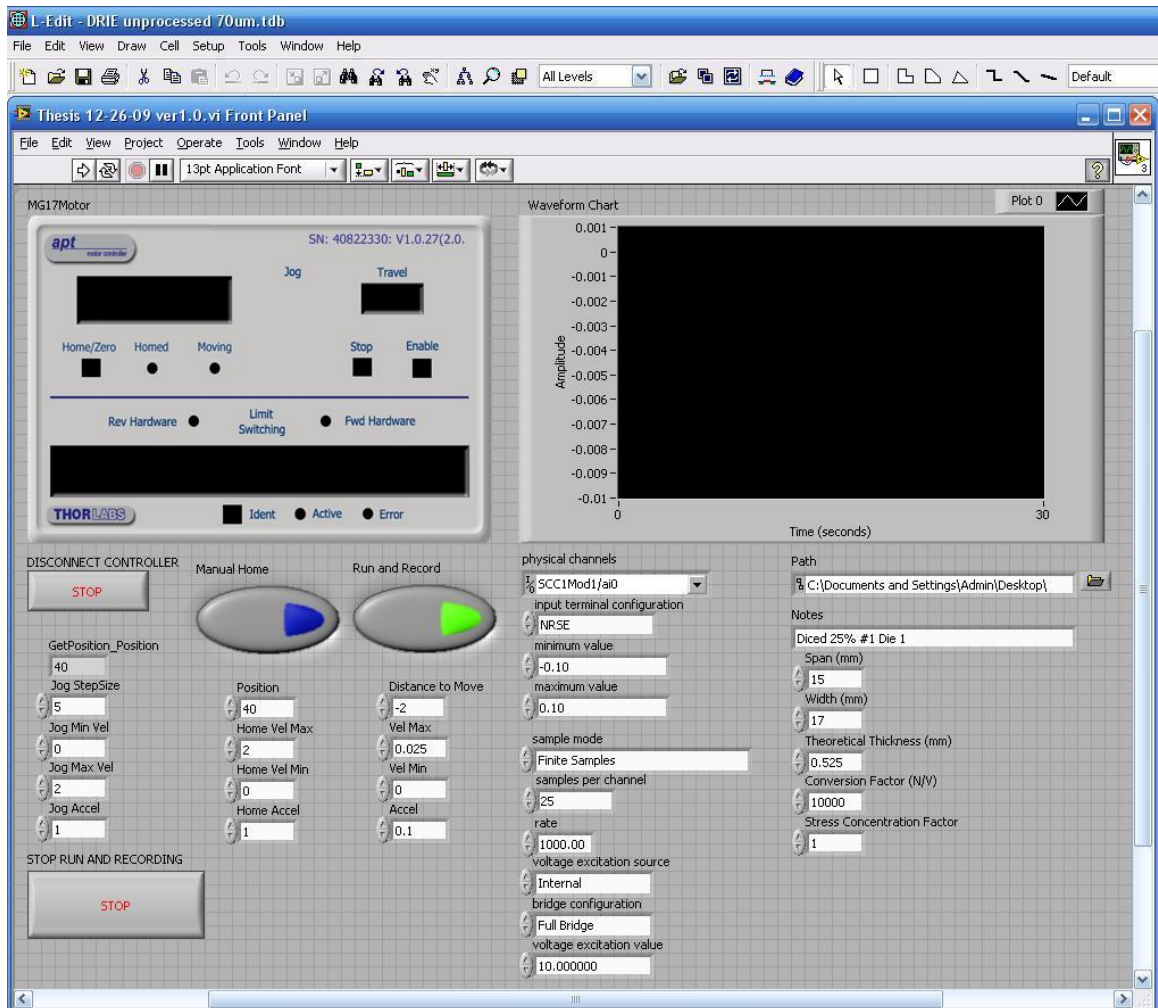 L-Edit - DRIE unprocessed 70um.tdb
File Edit View Draw Cell Setup Tools Window Help
All Levels
Default
Thesis 12-26-09 ver1.0.vi Front Panel
File Edit View Project Operate Tools Window Help
13pt Application Font
3
MG17Motor
apt
motor controller
SN: 40822330: V1.0.27(2.0.
Jog Travel
Home/Zero Homed Moving Stop Enable
Rev Hardware Limit Switching Fwd Hardware
THORLABS Ident Active Error
Waveform Chart
Plot 0
0.001
0
-0.001
-0.002
-0.003
-0.004
-0.005
-0.006
-0.007
-0.008
-0.009
-0.01
Amplitude
0 30
Time (seconds)
DISCONNECT CONTROLLER
STOP
Manual Home
Run and Record
GetPosition_Position
40
Jog StepSize
5
Jog Min Vel
0
Jog Max Vel
2
Jog Accel
1
STOP RUN AND RECORDING
STOP
Position
40
Home Vel Max
2
Home Vel Min
0
Home Accel
1
Distance to Move
-2
Vel Max
0.025
Vel Min
0
Accel
0.1
physical channels
SCC1Mod1/ai0
input terminal configuration
NRSE
minimum value
-0.10
maximum value
0.10
sample mode
Finite Samples
samples per channel
25
rate
1000.00
voltage excitation source
Internal
bridge configuration
Full Bridge
voltage excitation value
10.000000
Path
C:\Documents and Settings\Admin\Desktop\
Notes
Diced 25% #1 Die 1
Span (mm)
15
Width (mm)
17
Theoretical Thickness (mm)
0.525
Conversion Factor (N/V)
10000
Stress Concentration Factor
1